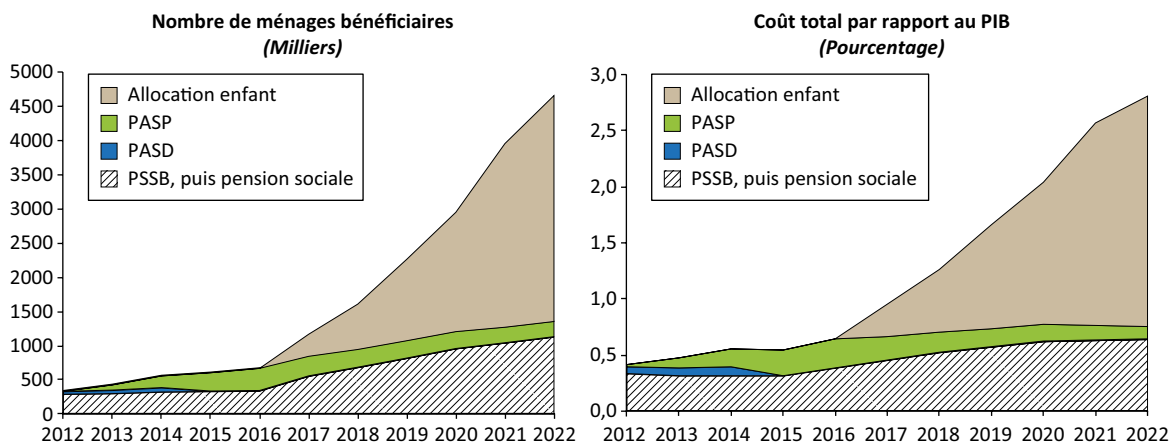 Nombre de ménages bénéficiaires
(Milliers)
5000
4500
4000
3500
3000
2500
2000
1500
1000
500
0
Allocation enfant
PASP
PASD
PSSB, puis pension sociale
2012 2013 2014 2015 2016 2017 2018 2019 2020 2021 2022
Coût total par rapport au PIB
(Pourcentage)
3,0
2,5
2,0
1,5
1,0
0,5
0,0
Allocation enfant
PASP
PASD
PSSB, puis pension sociale
2012 2013 2014 2015 2016 2017 2018 2019 2020 2021 2022